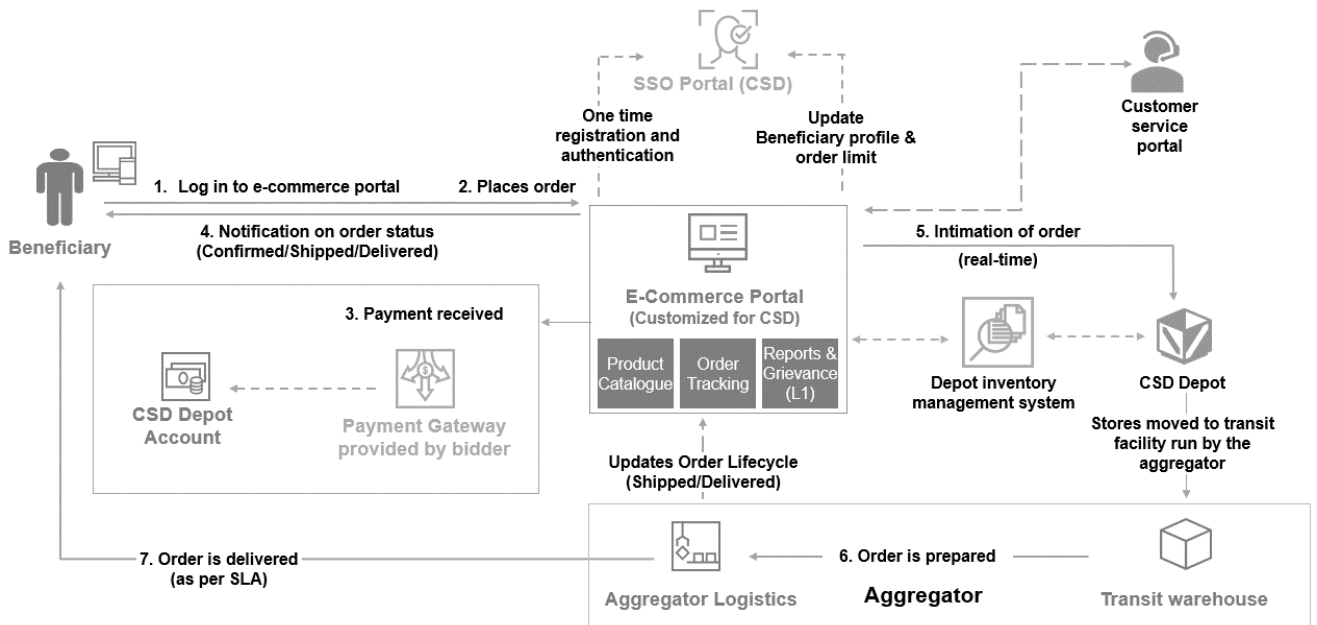 SSO Portal (CSD)
One time
registration and
authentication
Update
Beneficiary profile &
order limit
Customer
service
portal
Beneficiary
1. Log in to e-commerce portal
2. Places order
4. Notification on order status
(Confirmed/Shipped/Delivered)
5. Intimation of order
(real-time)
E-Commerce Portal
(Customized for CSD)
Product
Catalogue
Order
Tracking
Reports &
Grievance
(L1)
3. Payment received
$
CSD Depot
Account
Payment Gateway
provided by bidder
Depot inventory
management system
CSD Depot
Stores moved to transit
facility run by the
aggregator
Updates Order Lifecycle
(Shipped/Delivered)
7. Order is delivered
(as per SLA)
6. Order is prepared
Aggregator Logistics
Aggregator
Transit warehouse